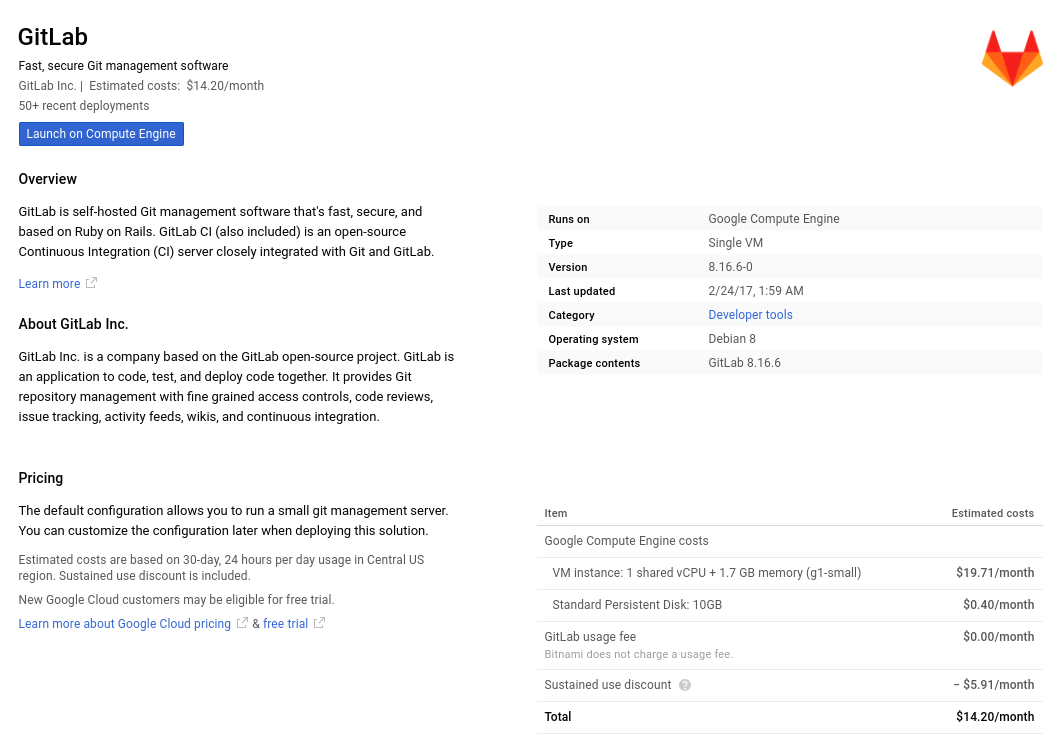 GitLab
Fast, secure Git management software
GitLab Inc. | Estimated costs: $14.20/month
50+ recent deployments
Launch on Compute Engine
Overview
GitLab is self-hosted Git management software that's fast, secure, and
based on Ruby on Rails. GitLab CI (also included) is an open-source
Continuous Integration (CI) server closely integrated with Git and GitLab.
Learn more
Runs on Google Compute Engine
Type Single VM
Version 8.16.6-0
Last updated 2/24/17, 1:59 AM
Category Developer tools
Operating system Debian 8
Package contents GitLab 8.16.6
About GitLab Inc.
GitLab Inc. is a company based on the GitLab open-source project. GitLab is
an application to code, test, and deploy code together. It provides Git
repository management with fine grained access controls, code reviews,
issue tracking, activity feeds, wikis, and continuous integration.
Pricing
The default configuration allows you to run a small git management server.
You can customize the configuration later when deploying this solution.
Estimated costs are based on 30-day, 24 hours per day usage in Central US
region. Sustained use discount is included.
New Google Cloud customers may be eligible for free trial.
Learn more about Google Cloud pricing & free trial
Item Estimated costs
Google Compute Engine costs
VM instance: 1 shared vCPU + 1.7 GB memory (g1-small) $19.71/month
Standard Persistent Disk: 10GB $0.40/month
GitLab usage fee $0.00/month
Bitnami does not charge a usage fee.
Sustained use discount ? − $5.91/month
Total $14.20/month